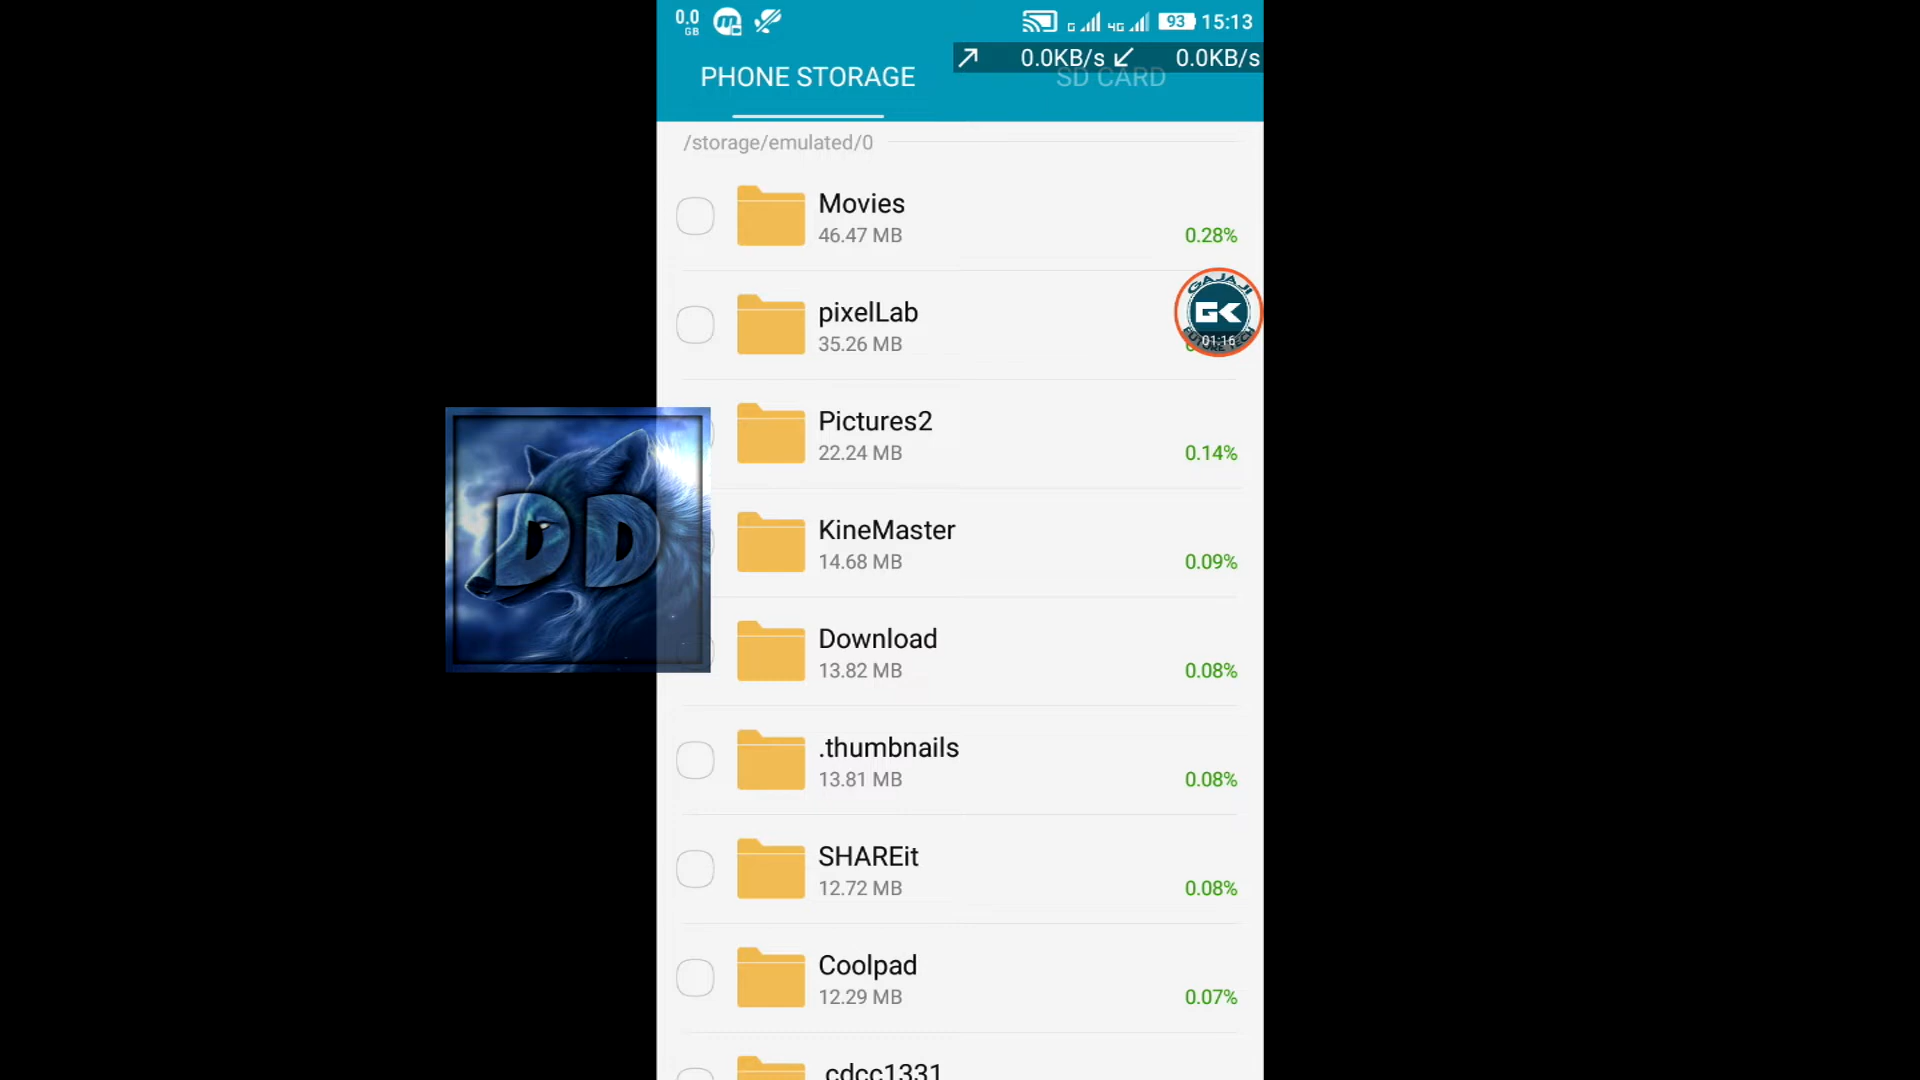 0.0
GB
G
4G
93
15:13
0.0KB/s
0.0KB/s
PHONE STORAGE
SD CARD
/storage/emulated/0
Movies
46.47 MB
0.28%
pixelLab
35.26 MB
GAJAJI
GK
01:16
FUTURE TECH
Pictures2
22.24 MB
0.14%
DD
KineMaster
14.68 MB
0.09%
Download
13.82 MB
0.08%
.thumbnails
13.81 MB
0.08%
SHAREit
12.72 MB
0.08%
Coolpad
12.29 MB
0.07%
.cdcc1331